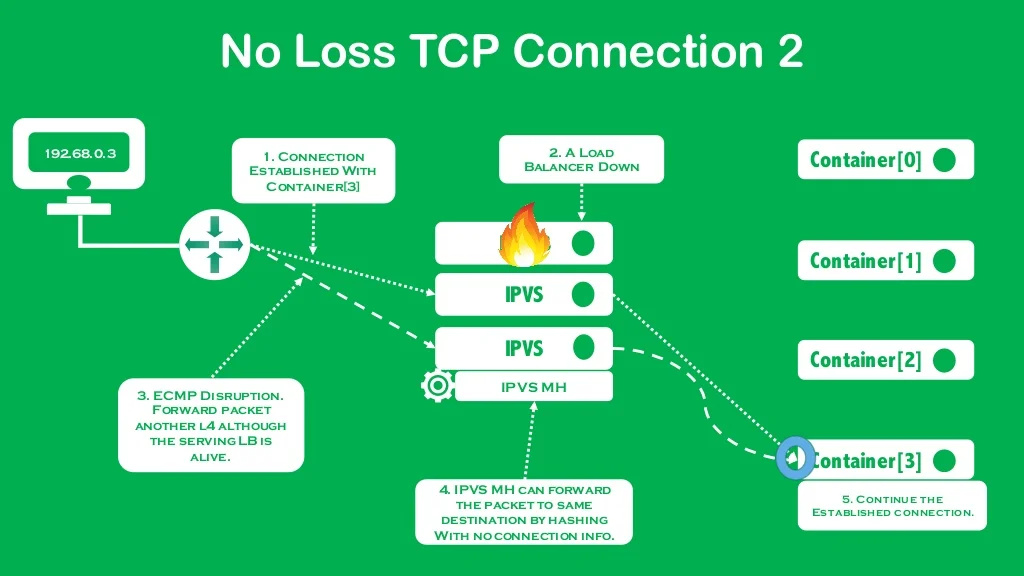 No Loss TCP Connection 2
192.68.0.3
1. Connection
Established With
Container[3]
2. A Load
Balancer Down
Container[0]
Container[1]
IPVS
IPVS
IPVS MH
Container[2]
3. ECMP Disruption.
Forward packet
another L4 although
the serving LB is
alive.
Container[3]
4. IPVS MH can forward
the packet to same
destination by hashing
With no connection info.
5. Continue the
Established connection.